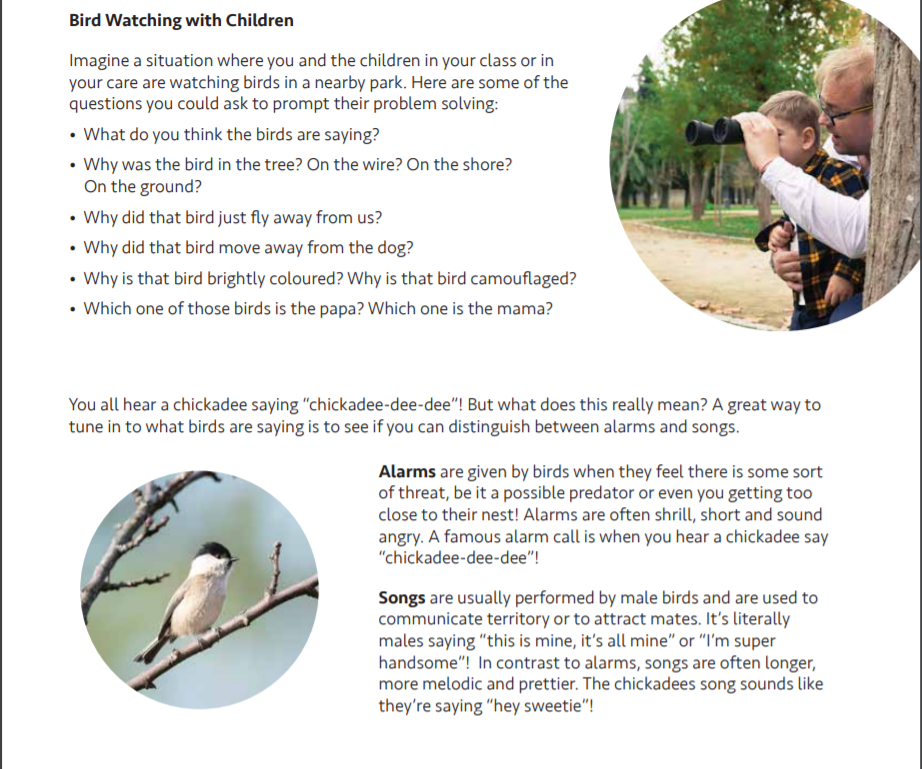 Bird Watching with Children
Imagine a situation where you and the children in your class or in
your care are watching birds in a nearby park. Here are some of the
questions you could ask to prompt their problem solving:
• What do you think the birds are saying?
• Why was the bird in the tree? On the wire? On the shore?
On the ground?
• Why did that bird just fly away from us?
• Why did that bird move away from the dog?
• Why is that bird brightly coloured? Why is that bird camouflaged?
• Which one of those birds is the papa? Which one is the mama?
You all hear a chickadee saying “chickadee-dee-dee”! But what does this really mean? A great way to
tune in to what birds are saying is to see if you can distinguish between alarms and songs.
Alarms are given by birds when they feel there is some sort
of threat, be it a possible predator or even you getting too
close to their nest! Alarms are often shrill, short and sound
angry. A famous alarm call is when you hear a chickadee say
“chickadee-dee-dee”!
Songs are usually performed by male birds and are used to
communicate territory or to attract mates. It’s literally
males saying “this is mine, it’s all mine” or “I’m super
handsome”!  In contrast to alarms, songs are often longer,
more melodic and prettier. The chickadees song sounds like
they’re saying “hey sweetie”!